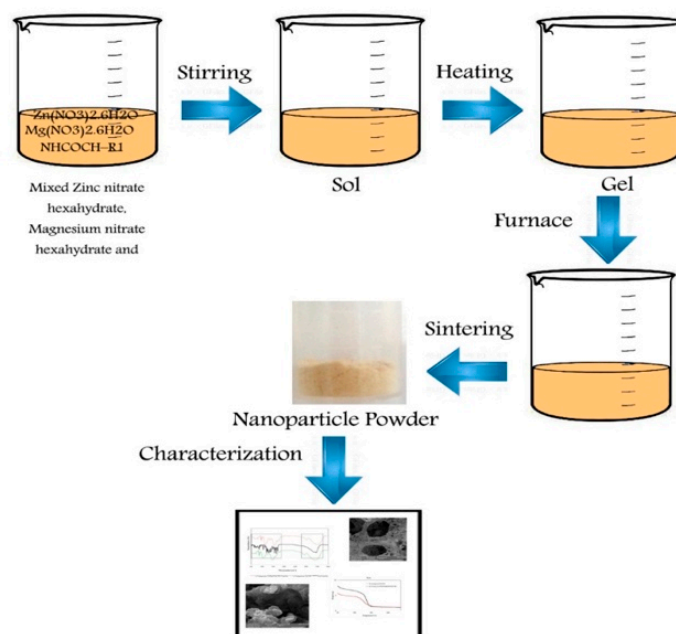 Stirring
Heating
Zn(NO3)2.6H2O
Mg(NO3)2.6H2O
NHCOCH-R1
Mixed Zinc nitrate
hexahydrate,
Magnesium nitrate
hexahydrate and
Sol
Gel
Furnace
Sintering
Nanoparticle Powder
Characterization